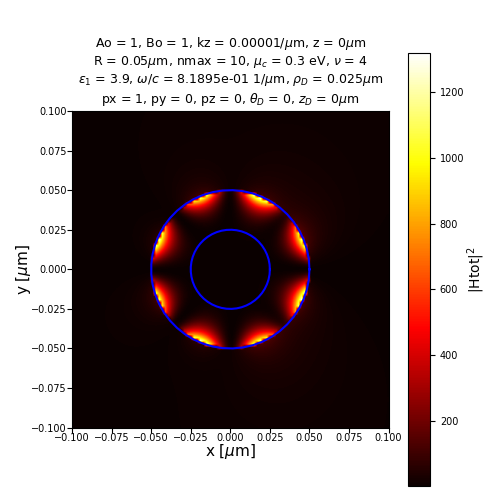 Ao = 1, Bo = 1, kz = 0.00001/μm, z = 0μm
R = 0.05μm, nmax = 10, μ_c = 0.3 eV, ν = 4
ε₁ = 3.9, ω/c = 8.1895e-01 1/μm, ρ_D = 0.025μm
px = 1, py = 0, pz = 0, θ_D = 0, z_D = 0μm
0.100
0.075
0.050
0.025
0.000
−0.025
−0.050
−0.075
−0.100
y [μm]
−0.100 −0.075 −0.050 −0.025 0.000 0.025 0.050 0.075 0.100
x [μm]
1200
1000
800
600
400
200
|Htot|²